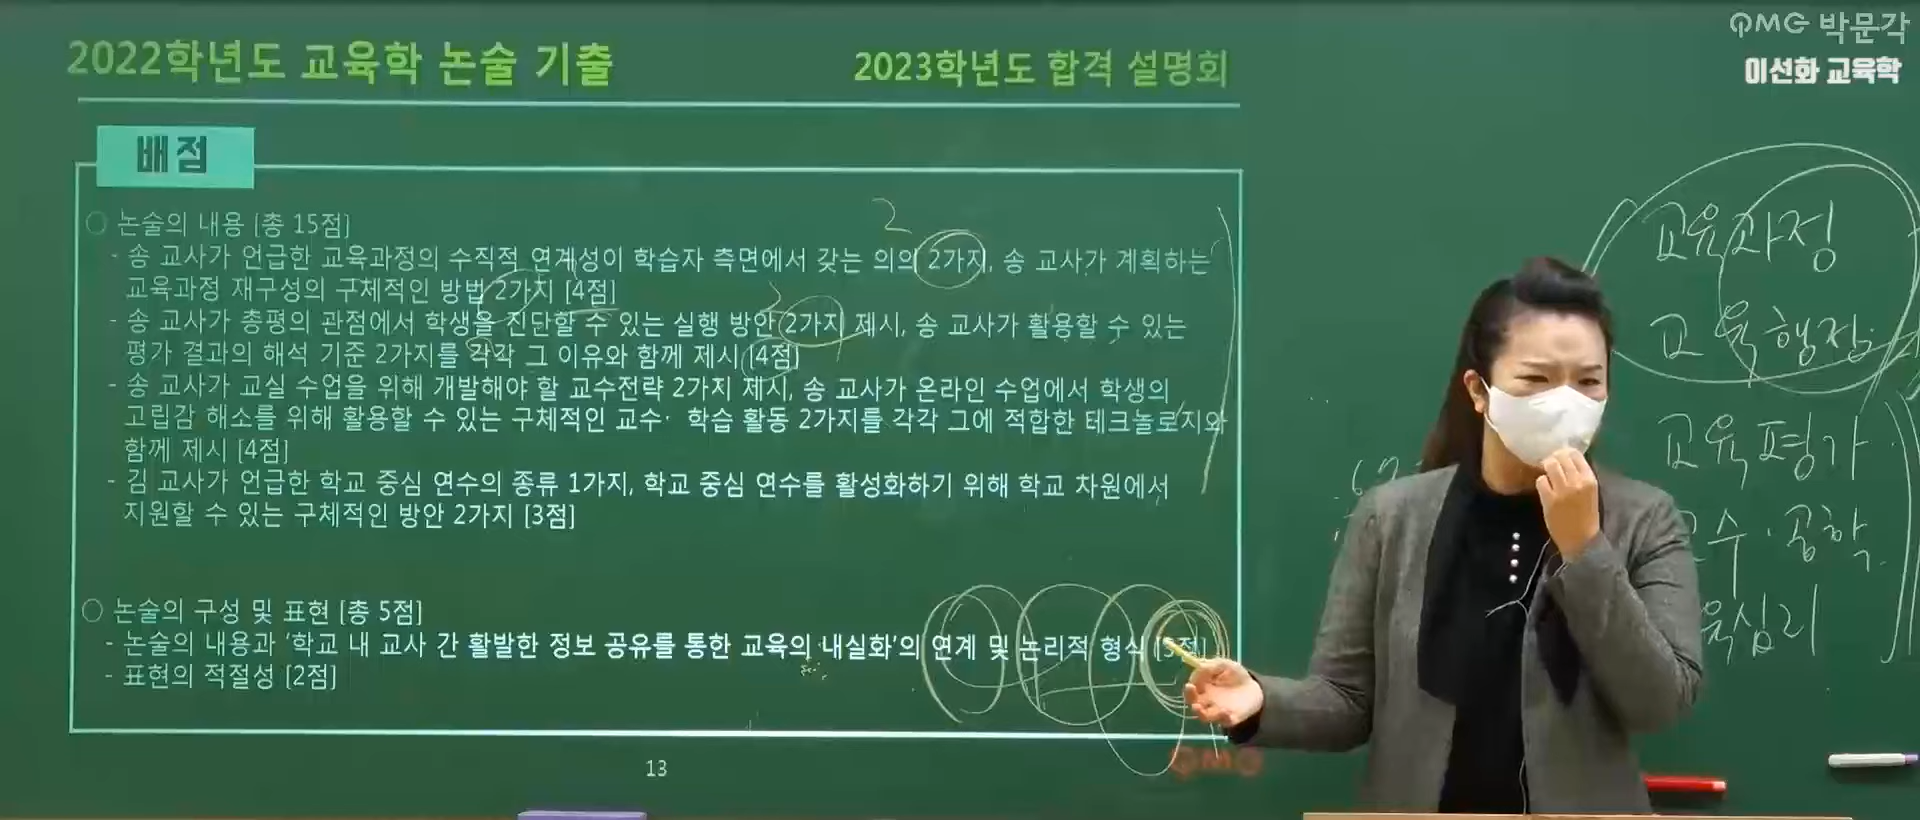 2022학년도 교육학 논술 기출
2023학년도 합격 설명회
PMG 박문각
이선화 교육학
배점
○ 논술의 내용 [총 15점]
- 송 교사가 언급한 교육과정의 수직적 연계성이 학습자 측면에서 갖는 의의 2가지, 송 교사가 계획하는
교육과정 재구성의 구체적인 방법 2가지 [4점]
- 송 교사가 총평의 관점에서 학생을 진단할 수 있는 실행 방안 2가지 제시, 송 교사가 활용할 수 있는
평가 결과의 해석 기준 2가지를 각각 그 이유와 함께 제시 [4점]
- 송 교사가 교실 수업을 위해 개발해야 할 교수전략 2가지 제시, 송 교사가 온라인 수업에서 학생의
고립감 해소를 위해 활용할 수 있는 구체적인 교수· 학습 활동 2가지를 각각 그에 적합한 테크놀로지와
함께 제시 [4점]
- 김 교사가 언급한 학교 중심 연수의 종류 1가지, 학교 중심 연수를 활성화하기 위해 학교 차원에서
지원할 수 있는 구체적인 방안 2가지 [3점]
○ 논술의 구성 및 표현 [총 5점]
- 논술의 내용과 '학교 내 교사 간 활발한 정보 공유를 통한 교육의 내실화'의 연계 및 논리적 형식 [3점]
- 표현의 적절성 [2점]
13
PMG
2
교육과정
교육행정
교육평가
수·공학
육심리